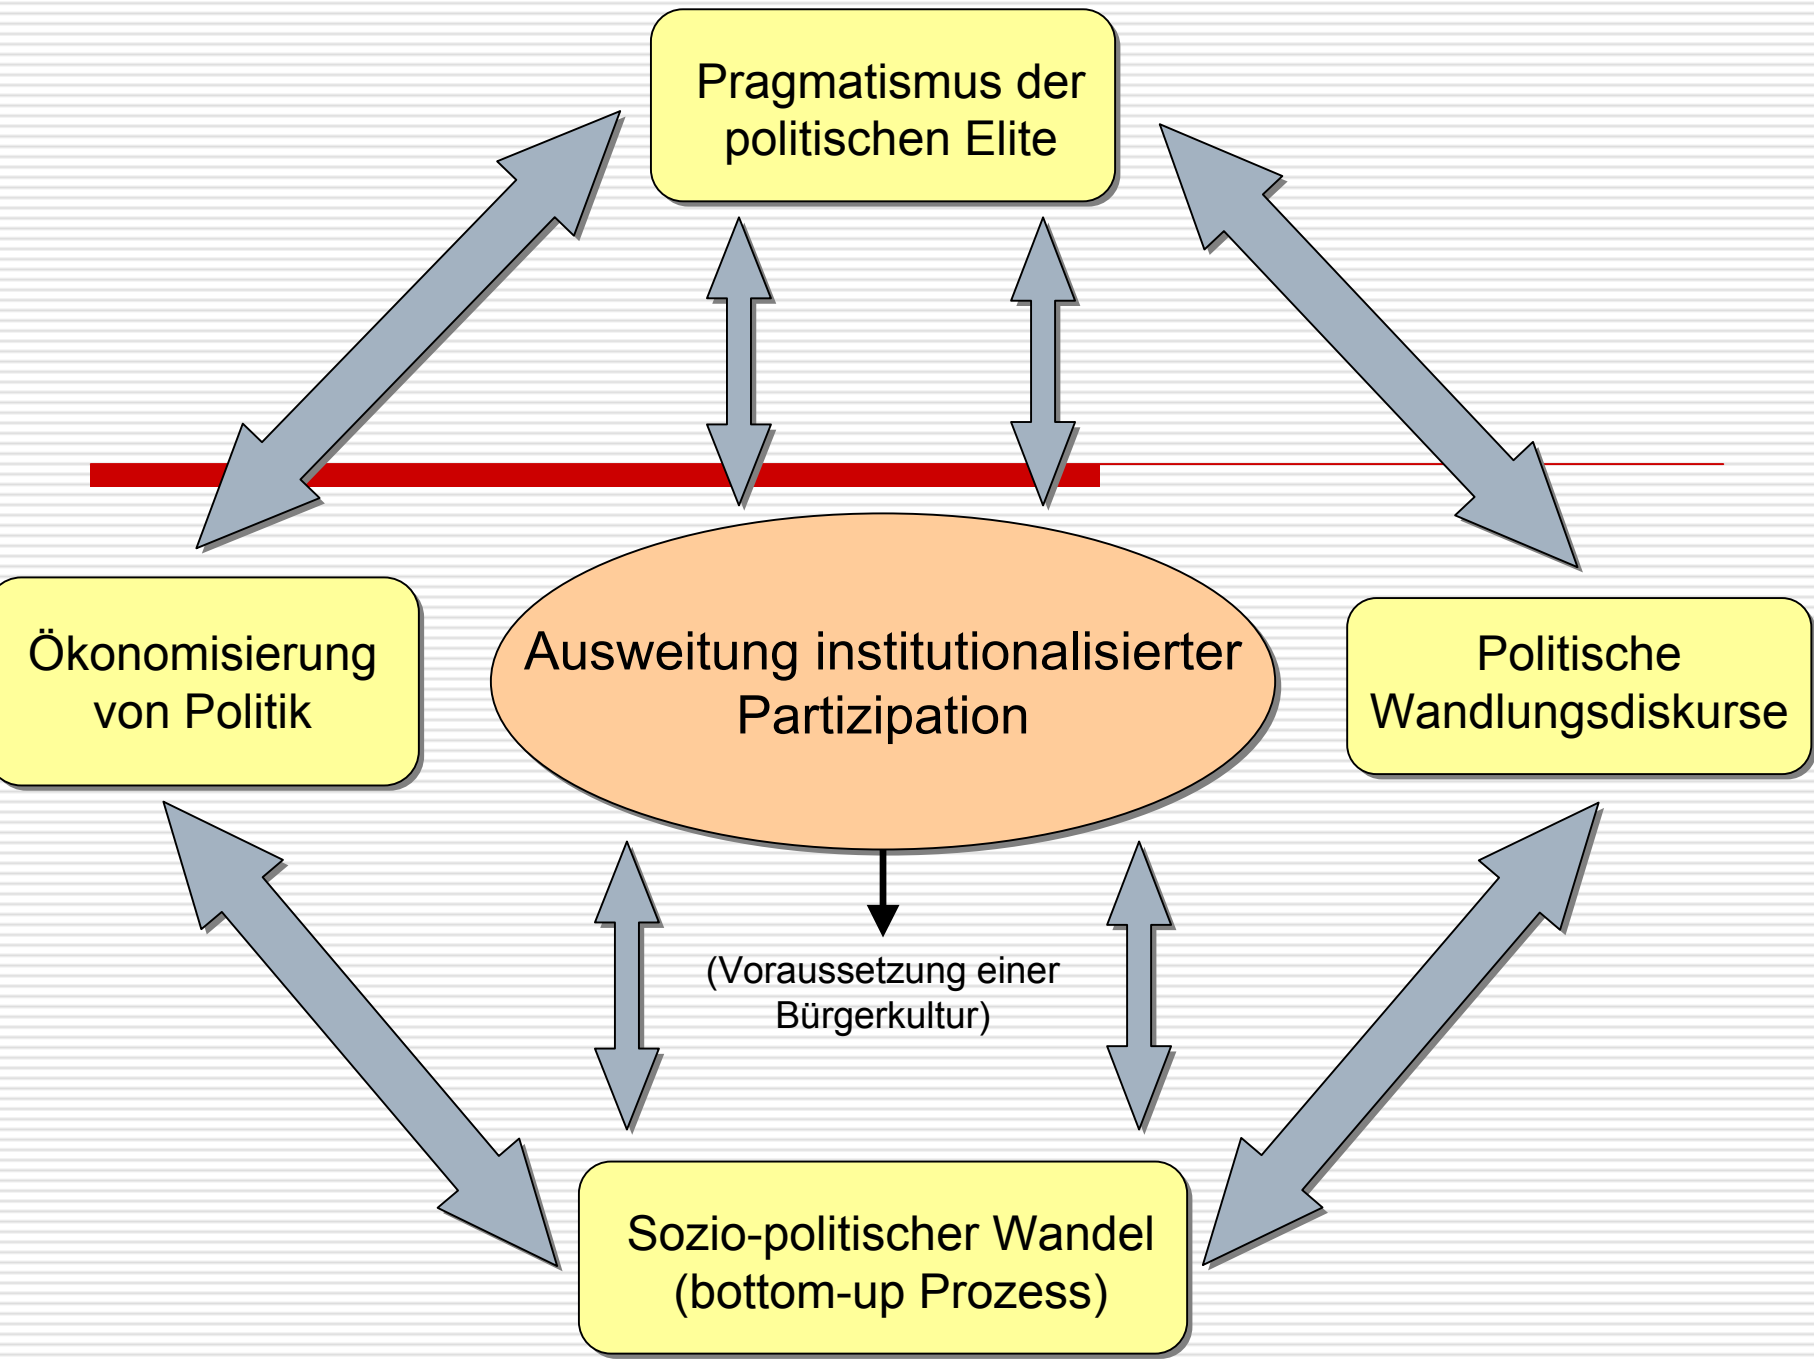 Pragmatismus der
politischen Elite
Ökonomisierung
von Politik
Ausweitung institutionalisierter
Partizipation
Politische
Wandlungsdiskurse
(Voraussetzung einer
Bürgerkultur)
Sozio-politischer Wandel
(bottom-up Prozess)